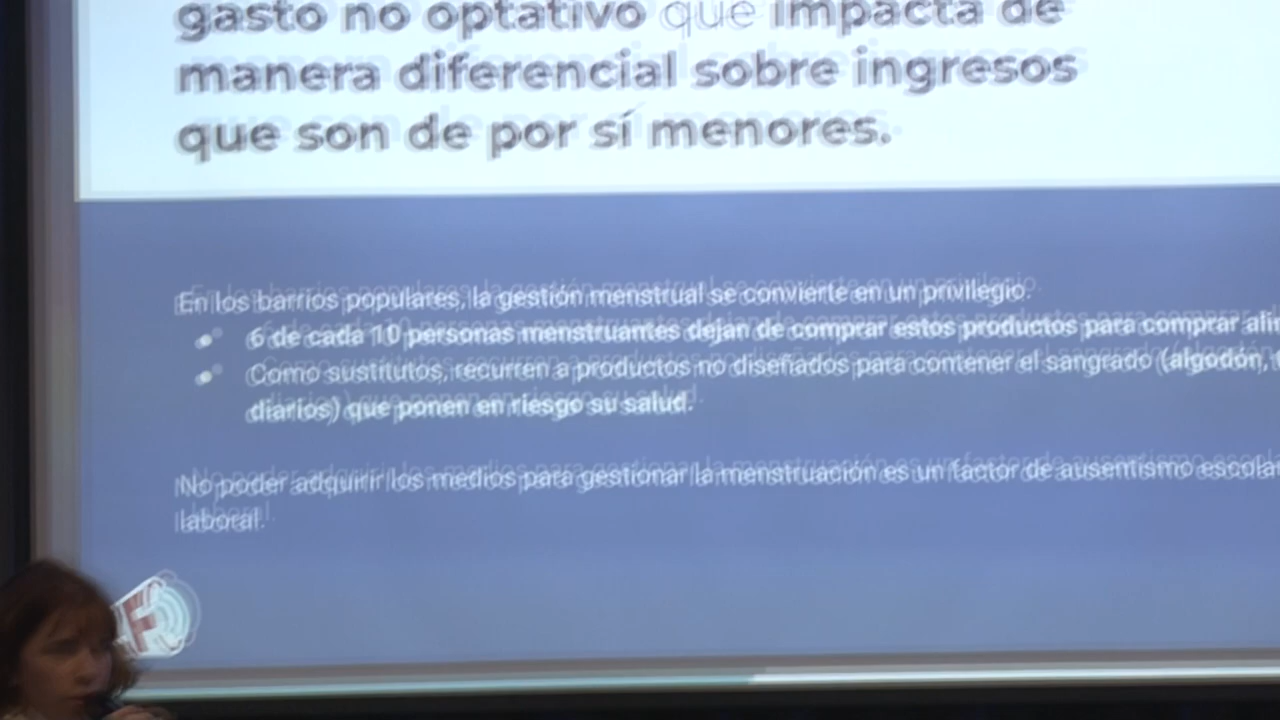 gasto no optativo que impacta de
manera diferencial sobre ingresos
que son de por sí menores.
En los barrios populares, la gestión menstrual se convierte en un privilegio.
6 de cada 10 personas menstruantes dejan de comprar estos productos para comprar
Como sustitutos, recurren a productos no diseñados para contener el sangrado (algodón,
diarios) que ponen en riesgo su salud.
No poder adquirir los medios para gestionar la menstruación es un factor de ausentismo escolar
laboral.
F